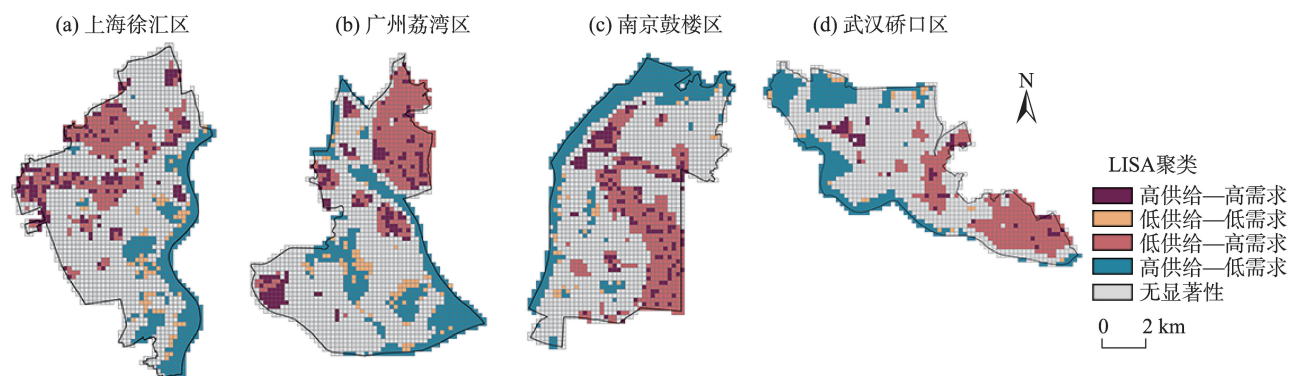 (a) 上海徐汇区
(b) 广州荔湾区
(c) 南京鼓楼区
(d) 武汉硚口区
N
LISA聚类
高供给—高需求
低供给—低需求
低供给—高需求
高供给—低需求
无显著性
0 2 km